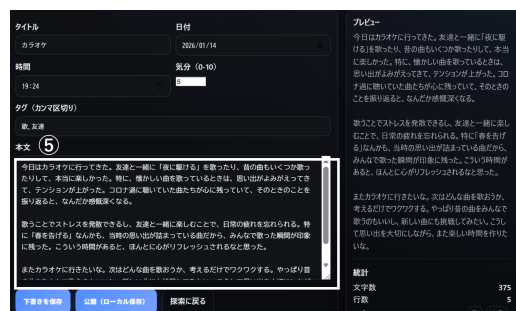 タイトル
カラオケ
日付
2026/01/14
時間
19:24
気分 (0-10)
5
タグ (カンマ区切り)
歌, 友達
本文
⑤
今日はカラオケに行ってきた。友達と一緒に「夜に駆ける」を歌ったり、昔の曲もいくつか歌っ
たりして、本当に楽しかった。特に、懐かしい曲を歌っているときは、思い出がよみがえってき
て、テンションが上がった。コロナ過に聴いていた曲たちが心に残っていて、そのときのことを
振り返ると、なんだか感慨深くなる。
歌うことでストレスを発散できるし、友達と一緒に楽しむことで、日常の疲れを忘れられる。特
に「春を告げる」なんかも、当時の思い出が詰まっている曲だから、みんなで歌った瞬間が印象
に残った。こういう時間があると、ほんとに心がリフレッシュされるなと思った。
またカラオケに行きたいな。次はどんな曲を歌おうか、考えるだけでワクワクする。やっぱり昔
下書きを保存
公開 (ローカル保存)
探索に戻る
プレビュー
今日はカラオケに行ってきた。友達と一緒に「夜に駆
ける」を歌ったり、昔の曲もいくつか歌ったりして、本当
に楽しかった。特に、懐かしい曲を歌っているときは、
思い出がよみがえってきて、テンションが上がった。コロ
ナ過に聴いていた曲たちが心に残っていて、そのときの
ことを振り返ると、なんだか感慨深くなる。
歌うことでストレスを発散できるし、友達と一緒に楽し
むことで、日常の疲れを忘れられる。特に「春を告げ
る」なんかも、当時の思い出が詰まっている曲だから、
みんなで歌った瞬間が印象に残った。こういう時間が
あると、ほんとに心がリフレッシュされるなと思った。
またカラオケに行きたいな。次はどんな曲を歌おうか、
考えるだけでワクワクする。やっぱり昔の曲をみんなで
歌うのもいいし、新しい曲にも挑戦してみたい。こうし
て思い出を大切にしながら、また楽しい時間を作りた
いな。
統計
文字数
375
行数
5